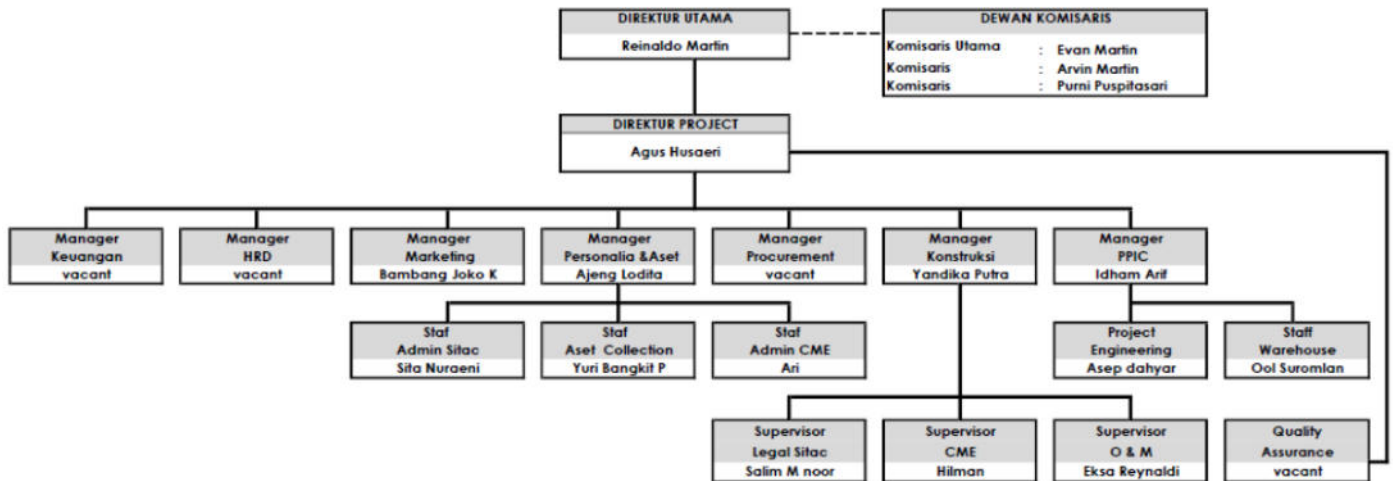 DIREKTUR UTAMA
Reinaldo Martin
DEWAN KOMISARIS
Komisaris Utama : Evan Martin
Komisaris : Arvin Martin
Komisaris : Purni Puspitasari
DIREKTUR PROJECT
Agus Husaeri
Manager
Keuangan
vacant
Manager
HRD
vacant
Manager
Marketing
Bambang Joko K
Manager
Personalia &Aset
Ajeng Lodita
Manager
Procurement
vacant
Manager
Konstruksi
Yandika Putra
Manager
PPIC
Idham Arif
Staf
Admin Sitac
Sita Nuraeni
Staf
Aset Collection
Yuri Bangkit P
Staf
Admin CME
Ari
Project
Engineering
Asep dahyar
Staff
Warehouse
Ool Suromlan
Supervisor
Legal Sitac
Salim M noor
Supervisor
CME
Hilman
Supervisor
O & M
Eksa Reynaldi
Quality
Assurance
vacant